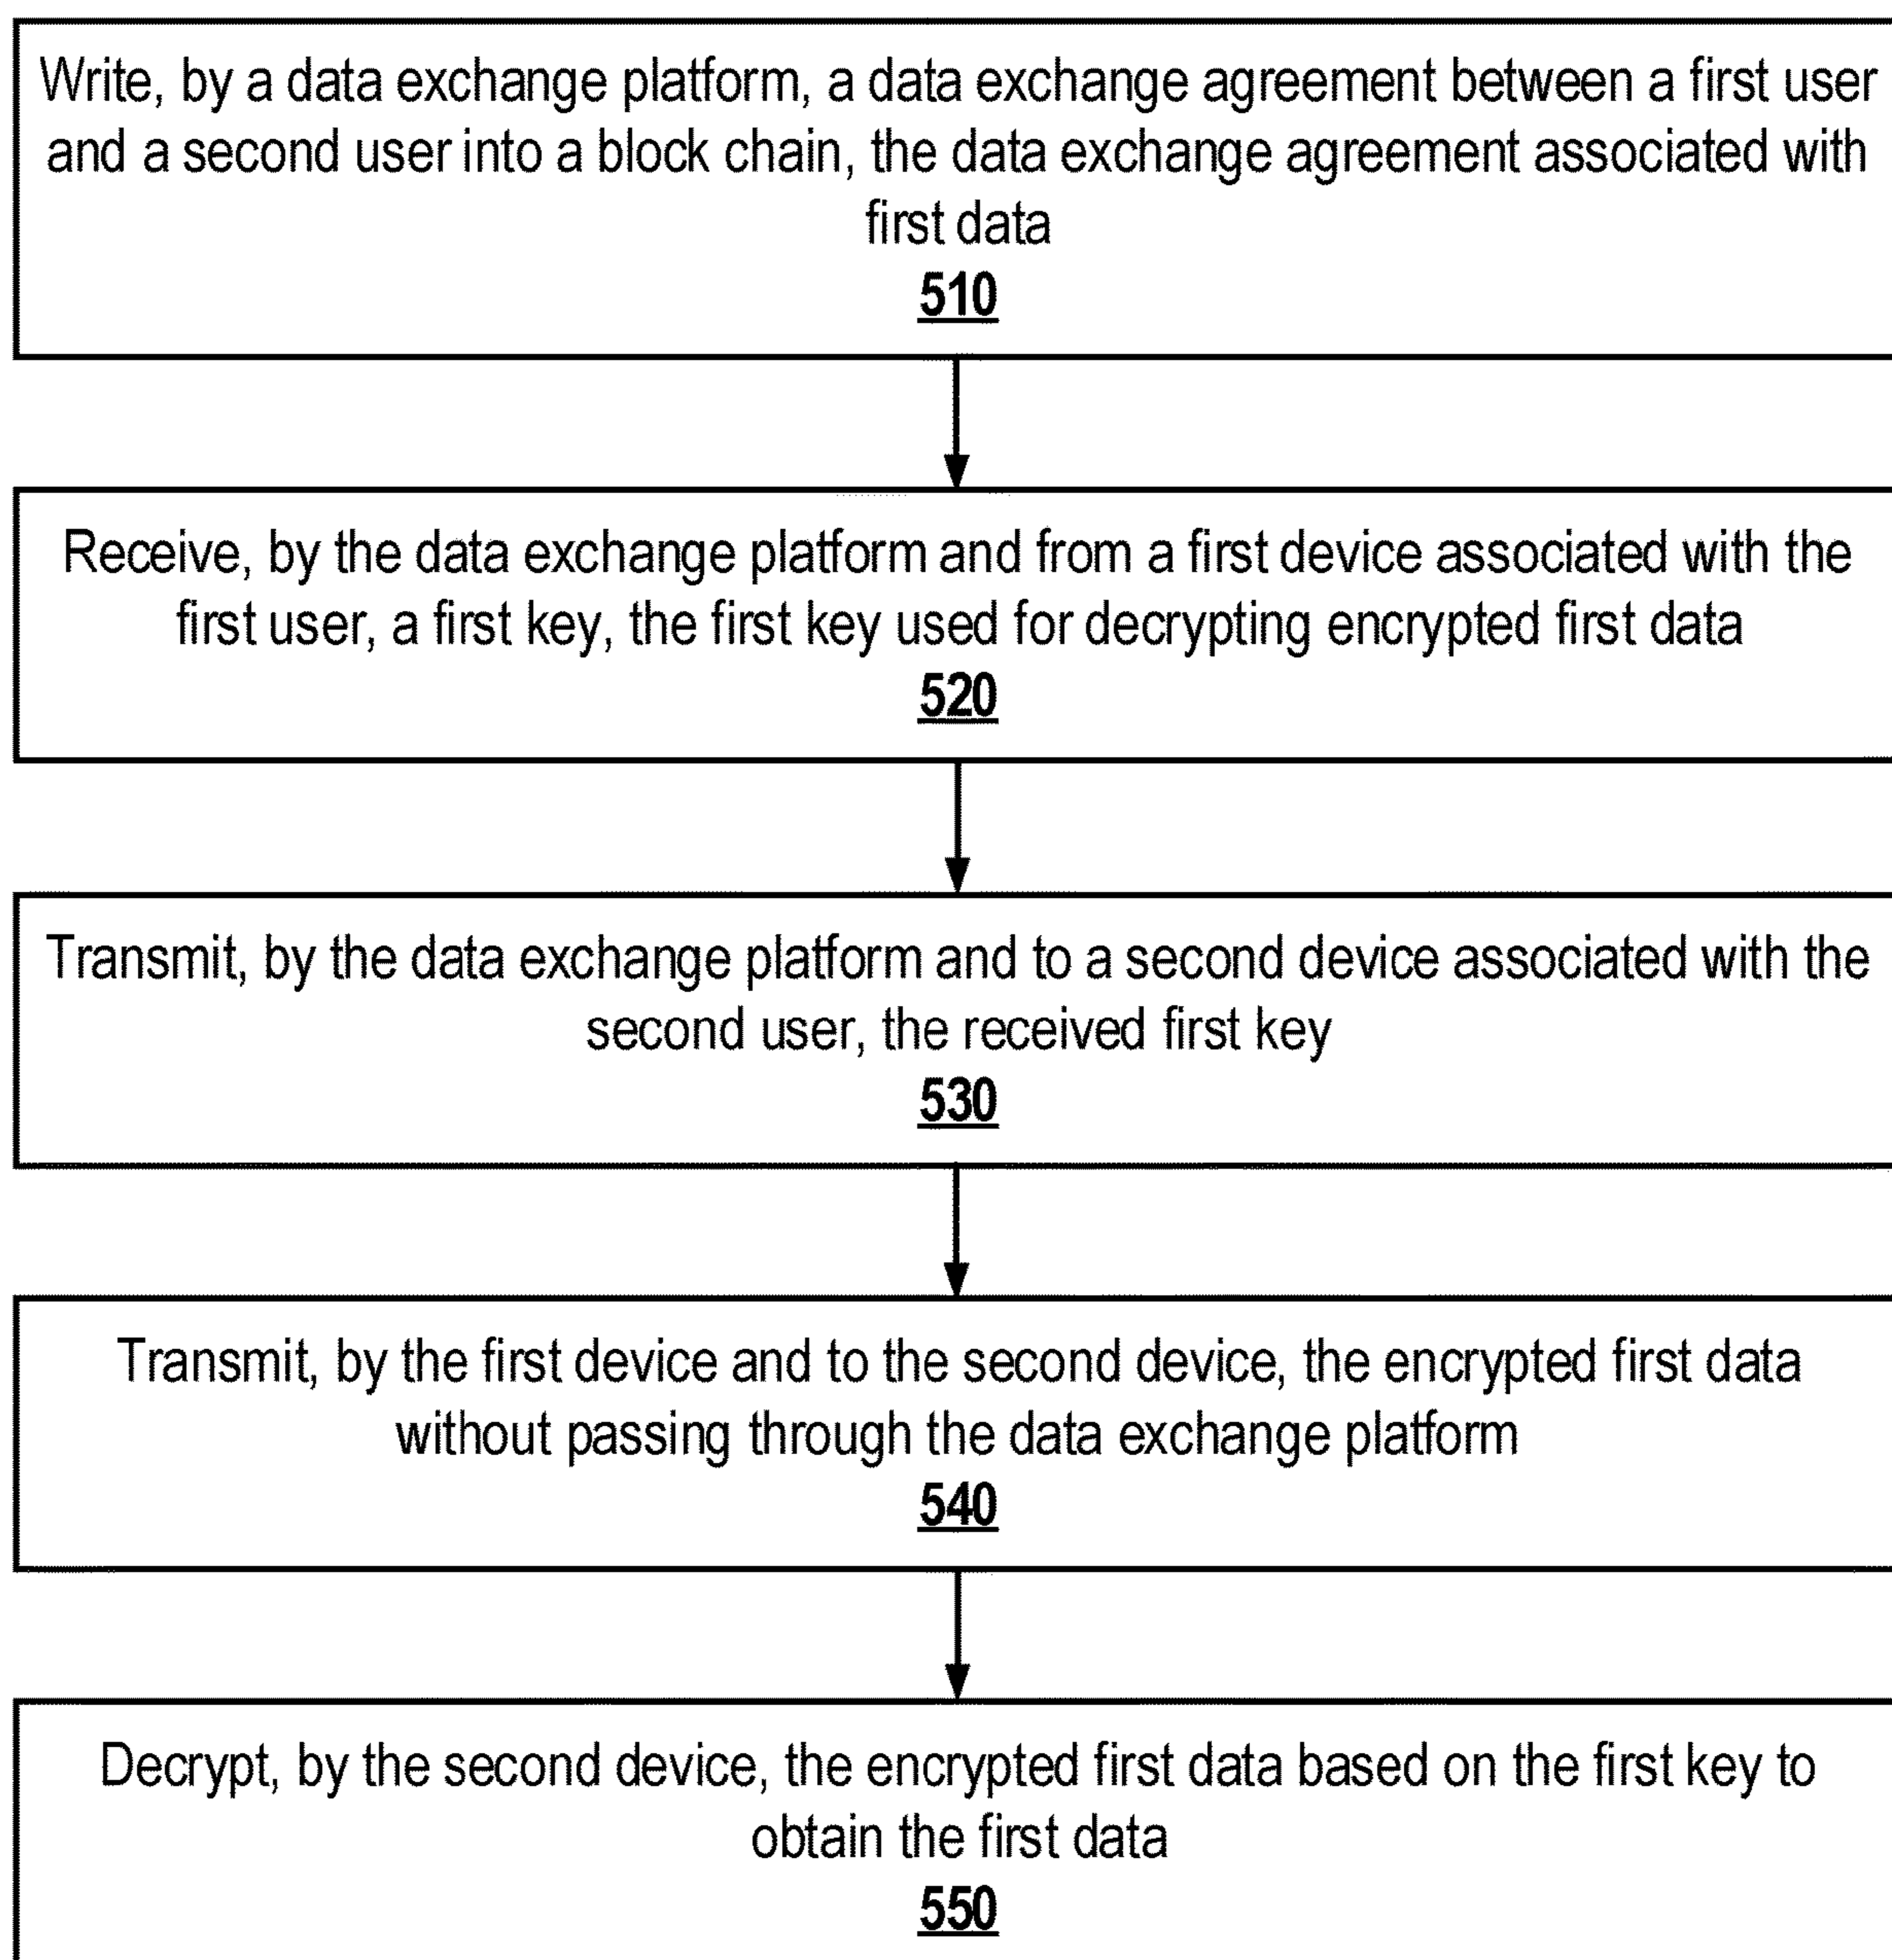 Write, by a data exchange platform, a data exchange agreement between a first user
and a second user into a block chain, the data exchange agreement associated with
first data
510
Receive, by the data exchange platform and from a first device associated with the
first user, a first key, the first key used for decrypting encrypted first data
520
Transmit, by the data exchange platform and to a second device associated with the
second user, the received first key
530
Transmit, by the first device and to the second device, the encrypted first data
without passing through the data exchange platform
540
Decrypt, by the second device, the encrypted first data based on the first key to
obtain the first data
550